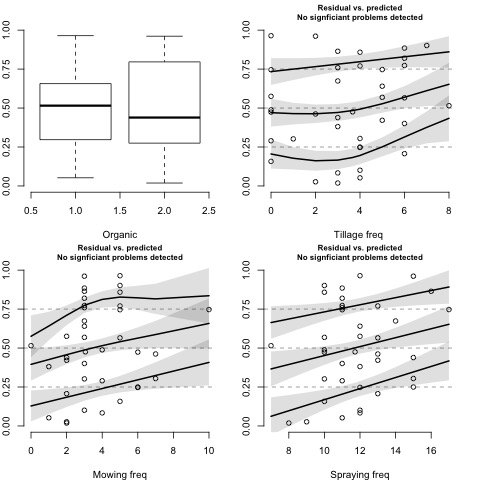 0.00 0.25 0.50 0.75 1.00
0.5 1.0 1.5 2.0 2.5
Organic
Residual vs. predicted
No signficiant problems detected
0.00 0.25 0.50 0.75 1.00
0 2 4 6 8
Tillage freq
Residual vs. predicted
No signficiant problems detected
0.00 0.25 0.50 0.75 1.00
0 2 4 6 8 10
Mowing freq
Residual vs. predicted
No signficiant problems detected
0.00 0.25 0.50 0.75 1.00
8 10 12 14 16
Spraying freq